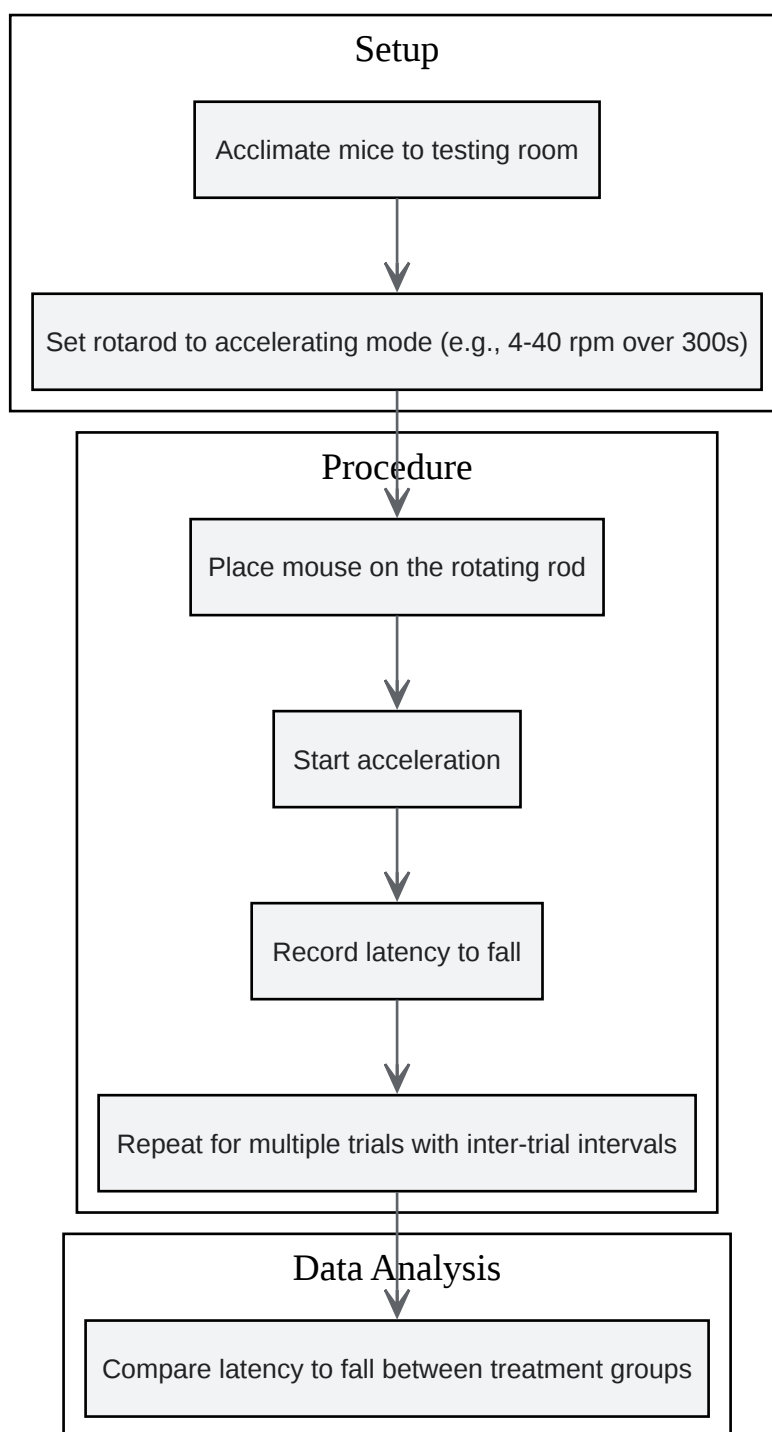 Setup
Acclimate mice to testing room
Set rotarod to accelerating mode (e.g., 4-40 rpm over 300s)
Procedure
Place mouse on the rotating rod
Start acceleration
Record latency to fall
Repeat for multiple trials with inter-trial intervals
Data Analysis
Compare latency to fall between treatment groups